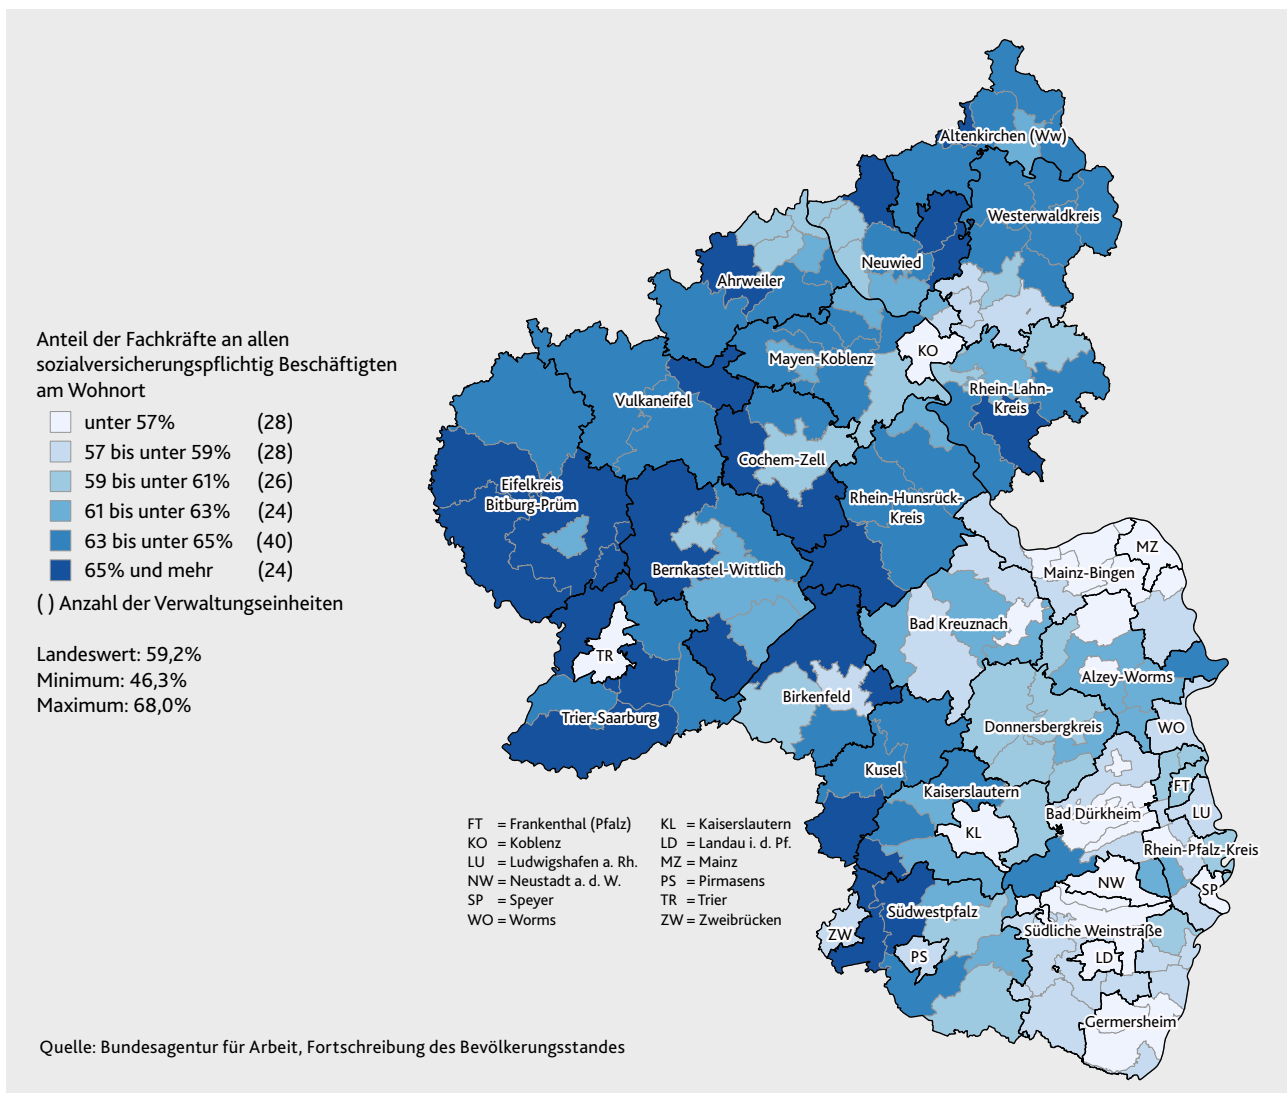 Altenkirchen (Ww)
Westerwaldkreis
Neuwied
Ahrweiler
Anteil der Fachkräfte an allen
sozialversicherungspflichtig Beschäftigten
am Wohnort
unter 57% (28)
57 bis unter 59% (28)
59 bis unter 61% (26)
61 bis unter 63% (24)
63 bis unter 65% (40)
65% und mehr (24)
( ) Anzahl der Verwaltungseinheiten
Landeswert: 59,2%
Minimum: 46,3%
Maximum: 68,0%
KO
Mayen-Koblenz
Rhein-Lahn-
Kreis
Vulkaneifel
Cochem-Zell
Eifelkreis
Bitburg-Prüm
Rhein-Hunsrück-
Kreis
MZ
Mainz-Bingen
Bernkastel-Wittlich
Bad Kreuznach
TR
Alzey-Worms
Birkenfeld
Trier-Saarburg
Donnersbergkreis
WO
Kusel
Kaiserslautern
FT
Bad Dürkheim
LU
KL
Rhein-Pfalz-Kreis
NW
SP
Südwestpfalz
Südliche Weinstraße
ZW
PS
LD
Germersheim
FT = Frankenthal (Pfalz)
KO = Koblenz
LU = Ludwigshafen a. Rh.
NW = Neustadt a. d. W.
SP = Speyer
WO = Worms
KL = Kaiserslautern
LD = Landau i. d. Pf.
MZ = Mainz
PS = Pirmasens
TR = Trier
ZW = Zweibrücken
Quelle: Bundesagentur für Arbeit, Fortschreibung des Bevölkerungsstandes